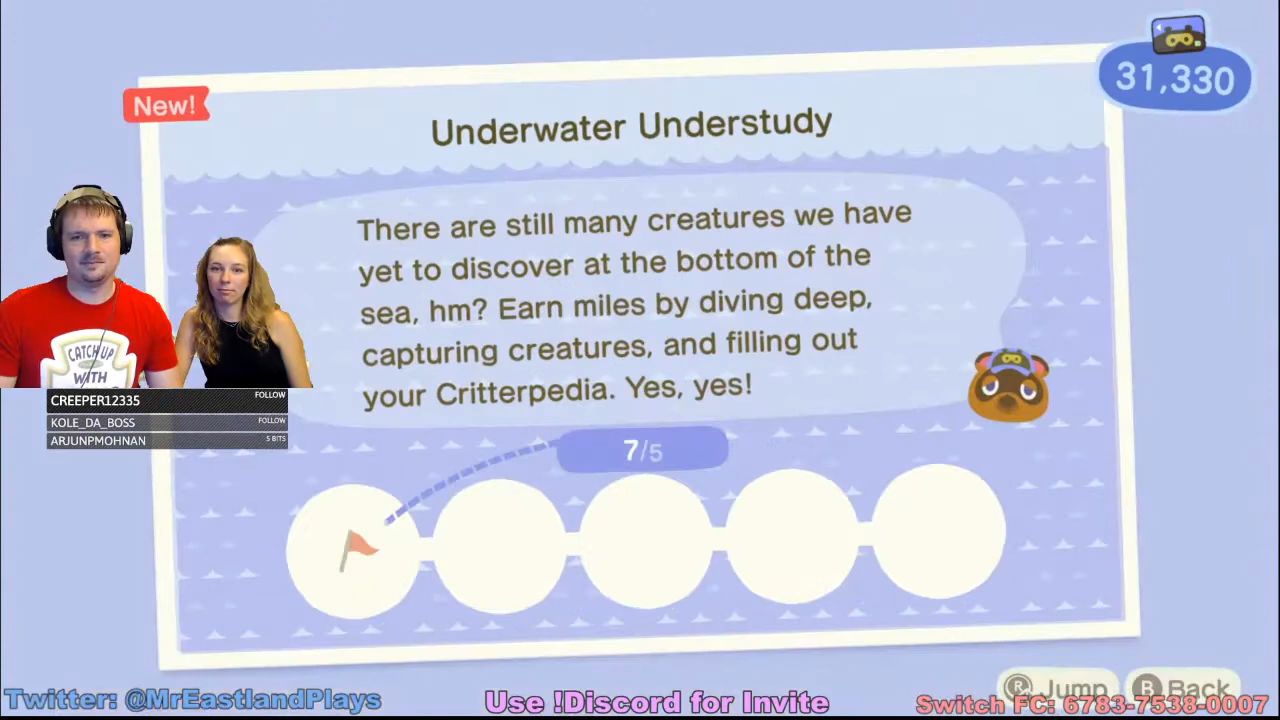 31,330
New!
Underwater Understudy
There are still many creatures we have
yet to discover at the bottom of the
sea, hm? Earn miles by diving deep,
capturing creatures, and filling out
your Critterpedia. Yes, yes!
CATCH UP
WITH
CREEPER12335 FOLLOW
KOLE_DA_BOSS FOLLOW
ARJUNPMOHNAN 5 BITS
7/5
R Jump B Back
Twitter: @MrEastlandPlays
Use !Discord for Invite
Switch FC: 6783-7538-0007